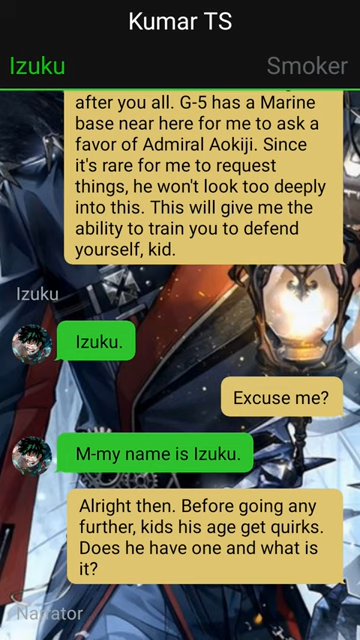 Kumar TS
Izuku Smoker
after you all. G-5 has a Marine
base near here for me to ask a
favor of Admiral Aokiji. Since
it's rare for me to request
things, he won't look too deeply
into this. This will give me the
ability to train you to defend
yourself, kid.
Izuku
Izuku.
Excuse me?
M-my name is Izuku.
Alright then. Before going any
further, kids his age get quirks.
Does he have one and what is
it?
Narrator